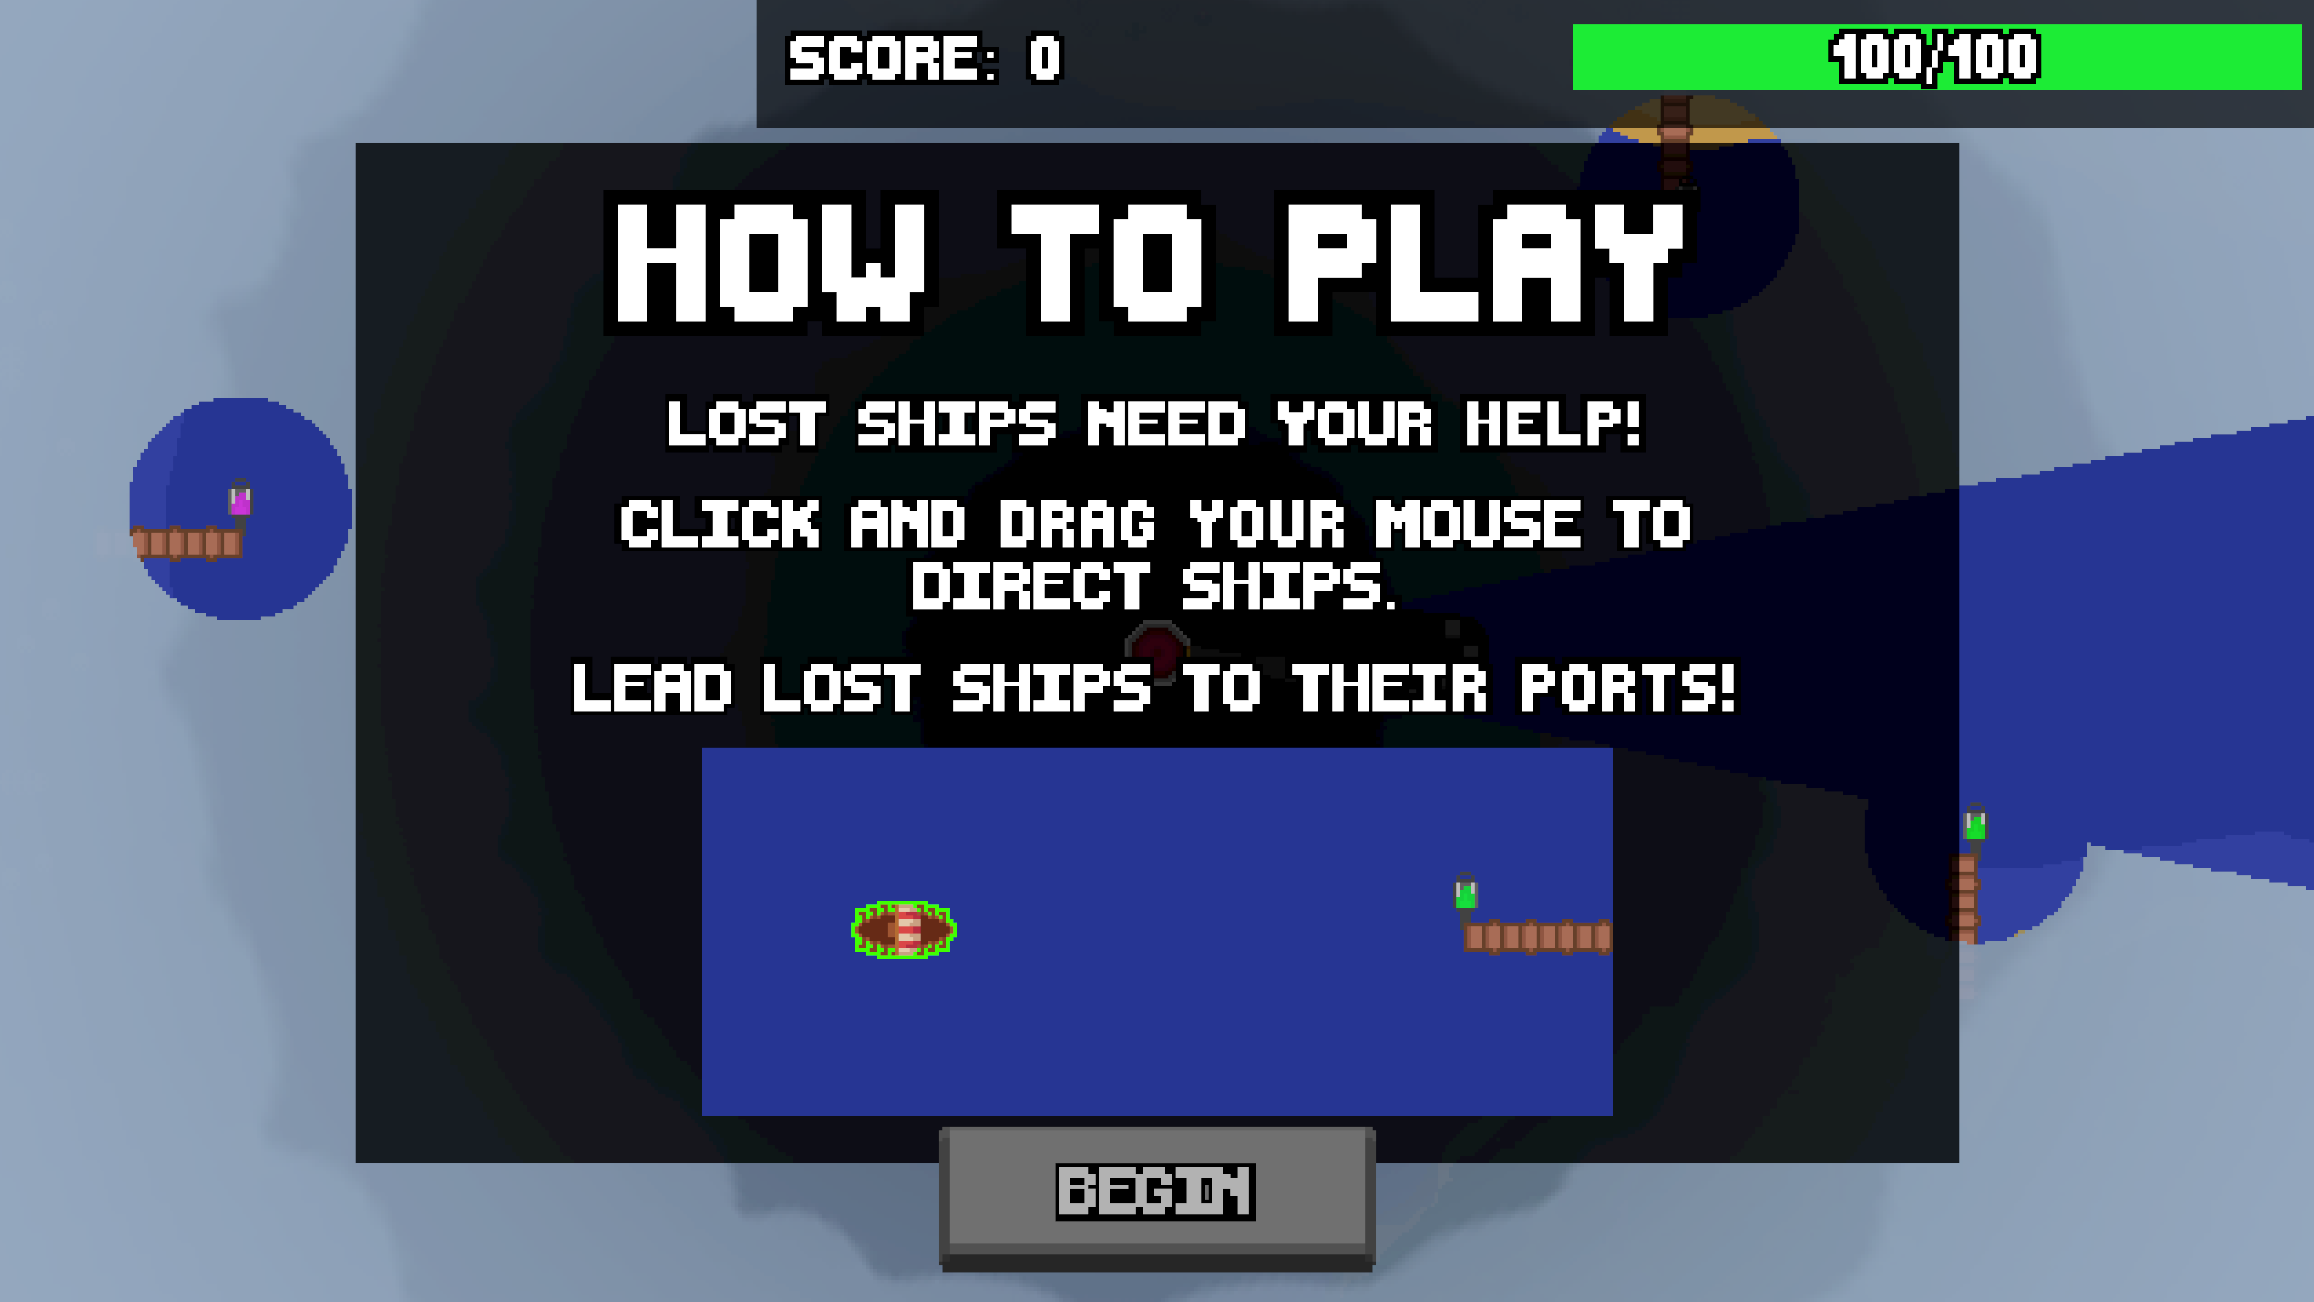 SCORE: 0
100/100
HOW TO PLAY
LOST SHIPS NEED YOUR HELP!
CLICK AND DRAG YOUR MOUSE TO
DIRECT SHIPS.
LEAD LOST SHIPS TO THEIR PORTS!
BEGIN